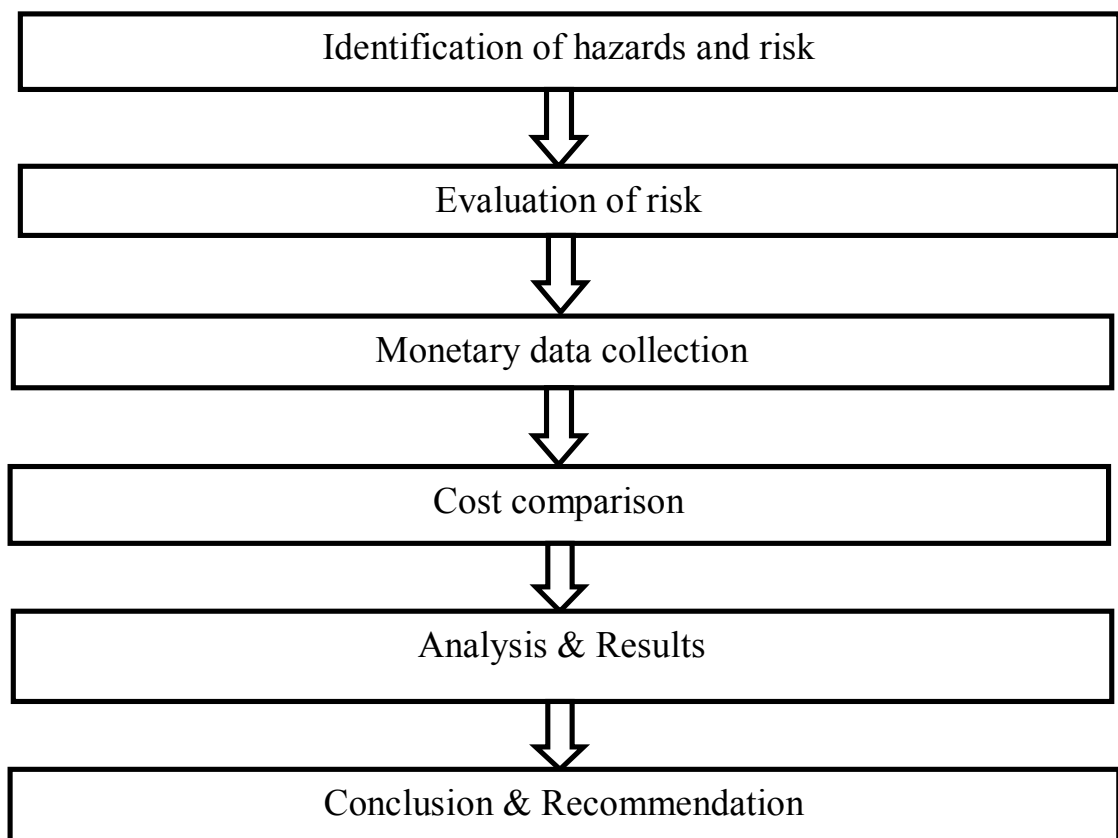 Identification of hazards and risk
Evaluation of risk
Monetary data collection
Cost comparison
Analysis & Results
Conclusion & Recommendation